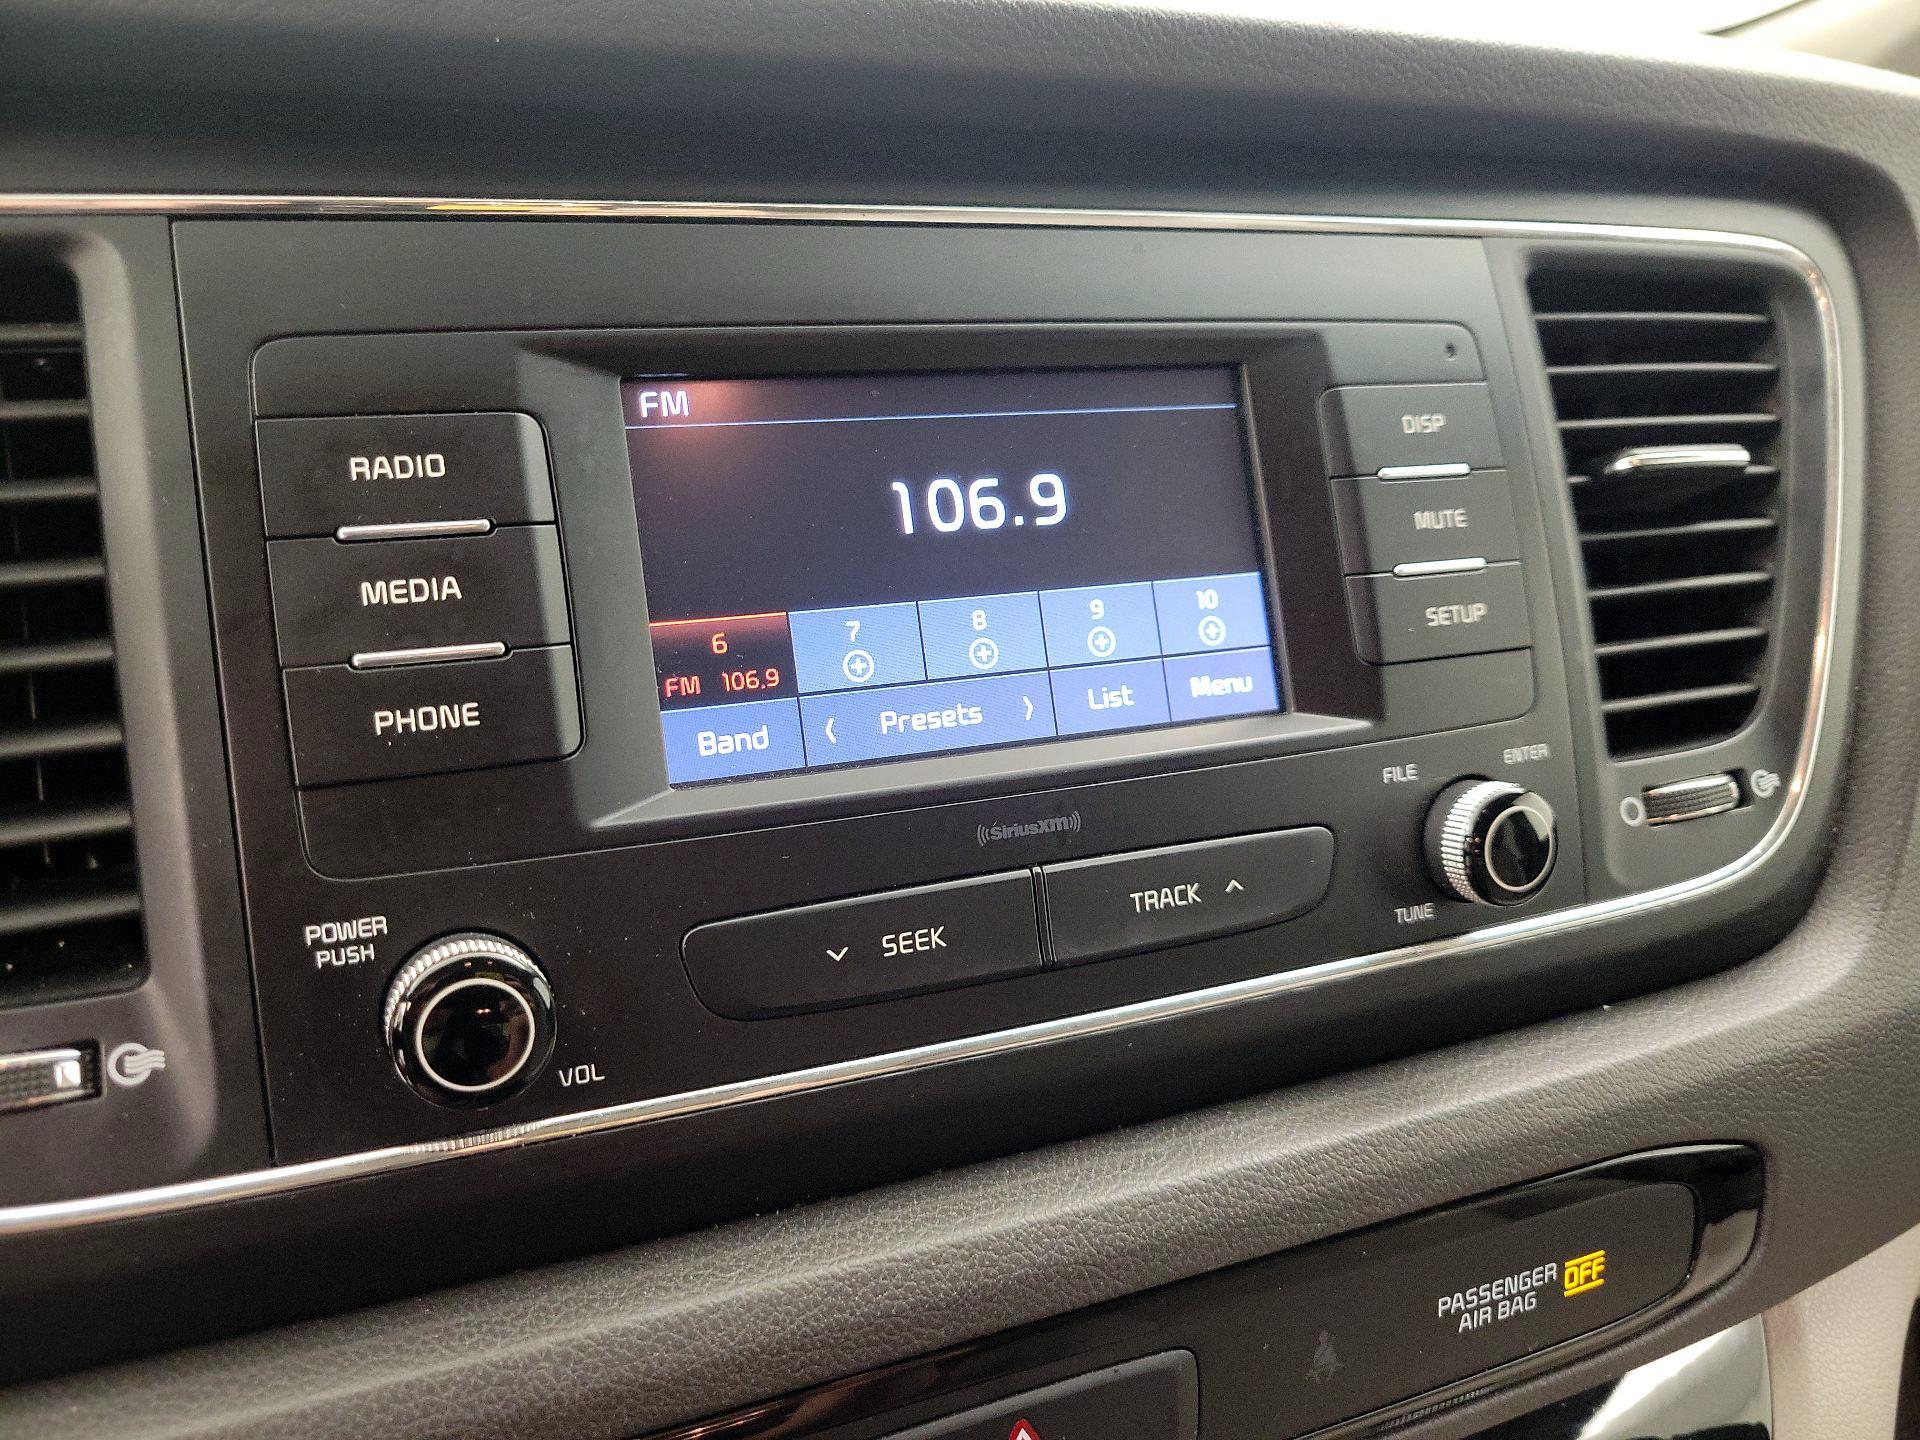 FM
106.9
6
FM 106.9
7
8
9
10
Band
Presets
List
Menu
RADIO
MEDIA
PHONE
DISP
MUTE
SETUP
SiriusXM
FILE
ENTER
TUNE
POWER
PUSH
VOL
SEEK
TRACK
PASSENGER
AIR BAG
OFF